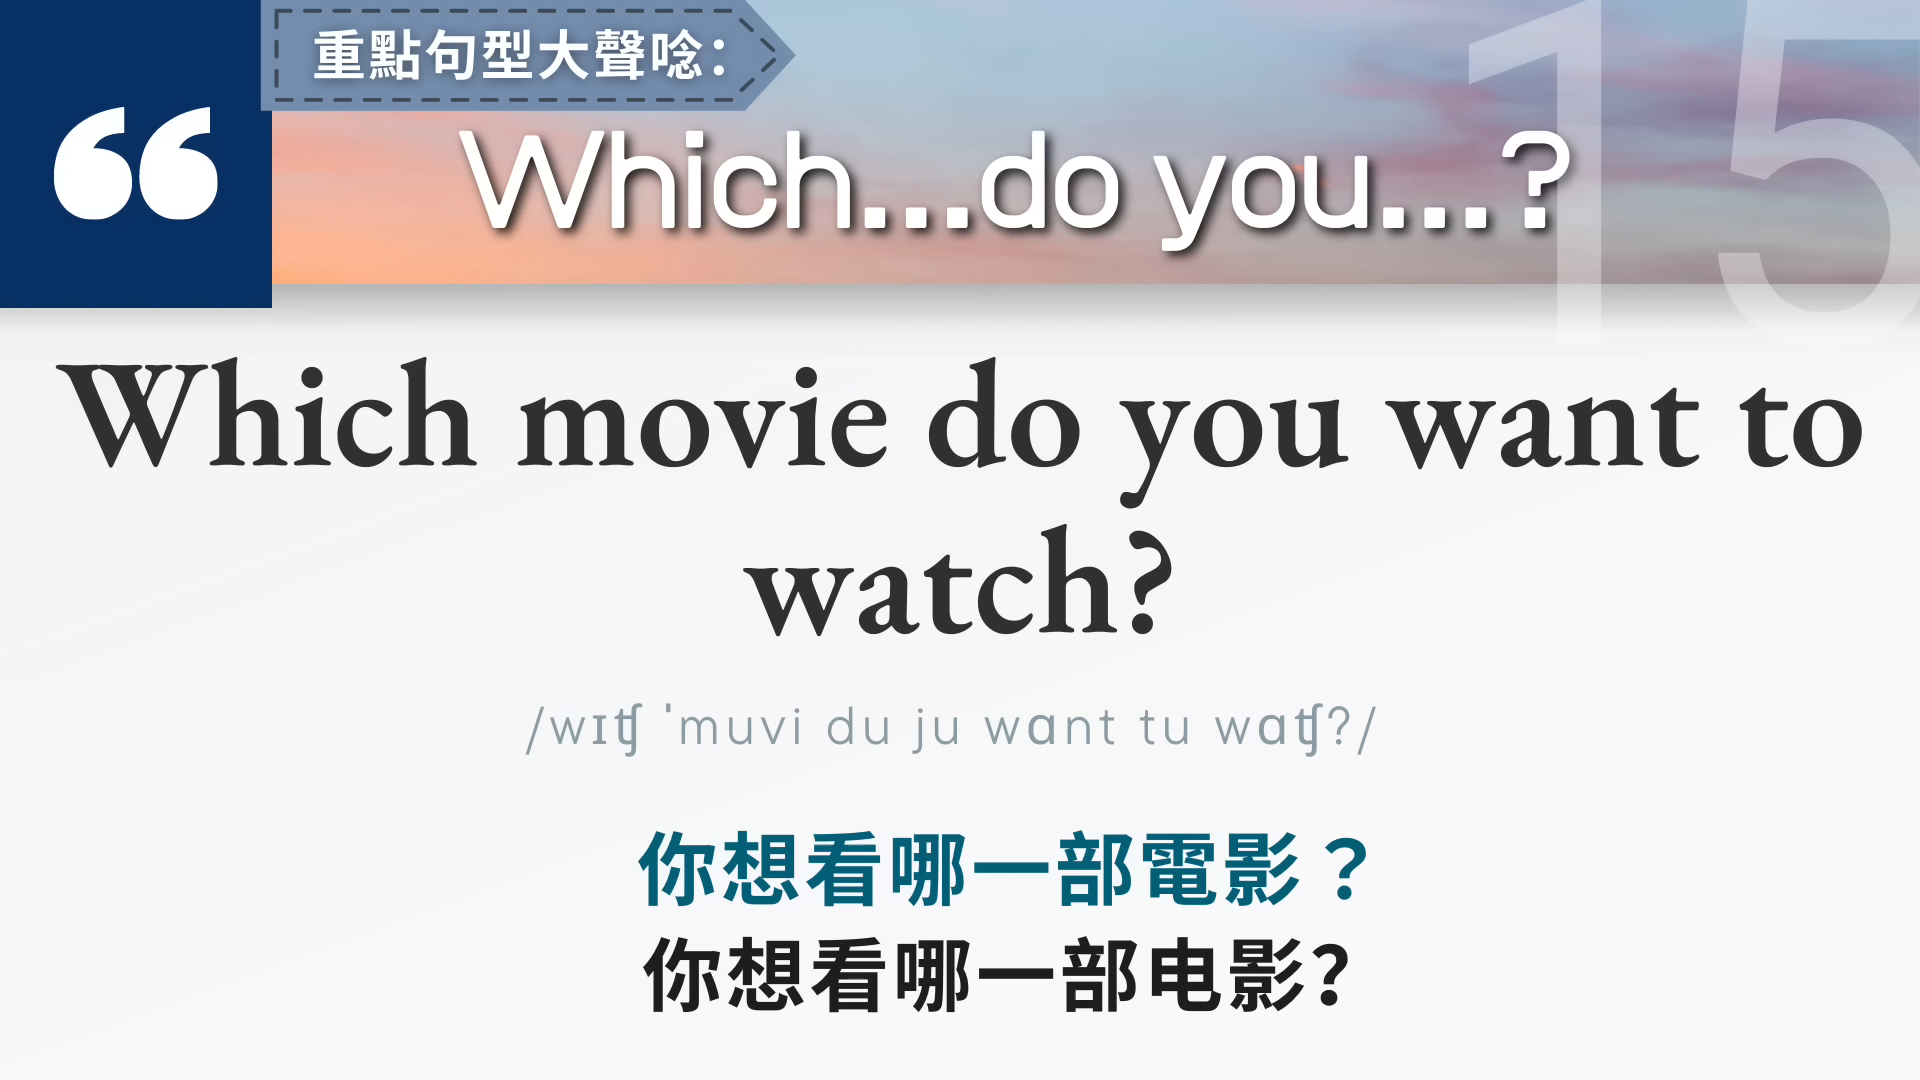 重點句型大聲唸：
15
Which...do you...?
Which movie do you want to
watch?
/wɪʧ ˈmuvi du ju wɑnt tu wɑʧ?/
你想看哪一部電影？
你想看哪一部电影?